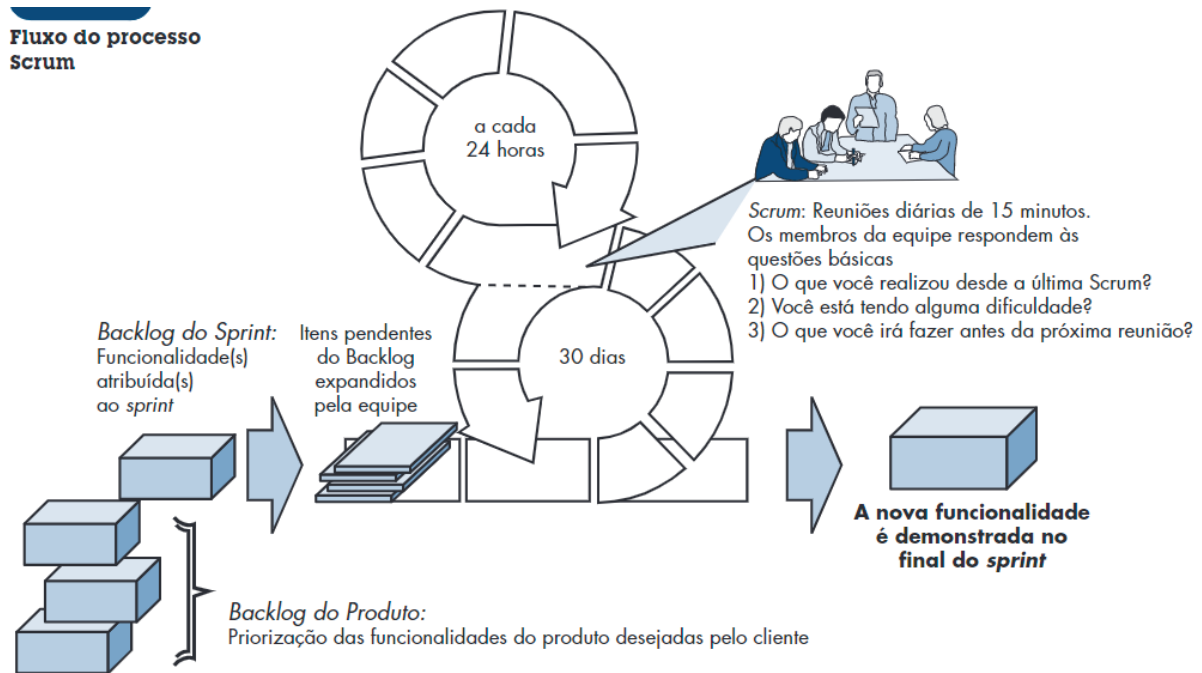 Fluxo do processo
Scrum
a cada
24 horas
Scrum: Reuniões diárias de 15 minutos.
Os membros da equipe respondem às
questões básicas
1) O que você realizou desde a última Scrum?
2) Você está tendo alguma dificuldade?
3) O que você irá fazer antes da próxima reunião?
Backlog do Sprint:
Funcionalidade(s)
atribuída(s)
ao sprint
Itens pendentes
do Backlog
expandidos
pela equipe
30 dias
A nova funcionalidade
é demonstrada no
final do sprint
Backlog do Produto:
Priorização das funcionalidades do produto desejadas pelo cliente